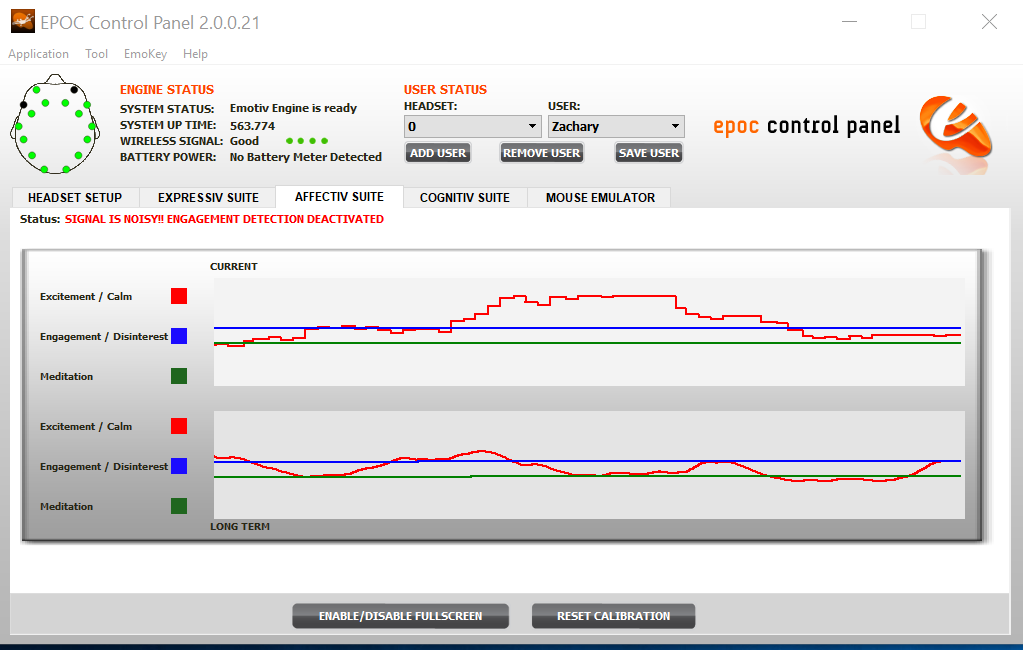 EPOC Control Panel 2.0.0.21
Application Tool EmoKey Help
ENGINE STATUS
SYSTEM STATUS: Emotiv Engine is ready
SYSTEM UP TIME: 563.774
WIRELESS SIGNAL: Good
BATTERY POWER: No Battery Meter Detected
USER STATUS
HEADSET: USER:
0 Zachary
ADD USER REMOVE USER SAVE USER
epoc control panel
HEADSET SETUP EXPRESSIV SUITE AFFECTIV SUITE COGNITIV SUITE MOUSE EMULATOR
Status: SIGNAL IS NOISY!! ENGAGEMENT DETECTION DEACTIVATED
CURRENT
Excitement / Calm
Engagement / Disinterest
Meditation
Excitement / Calm
Engagement / Disinterest
Meditation
LONG TERM
ENABLE/DISABLE FULLSCREEN RESET CALIBRATION